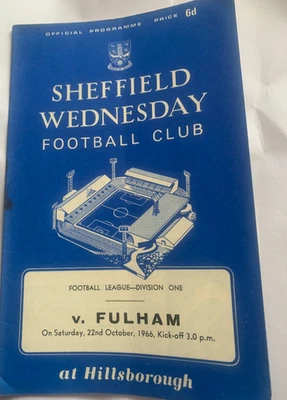 OFFICIAL PROGRAMME PRICE 6d
SHEFFIELD
WEDNESDAY
FOOTBALL CLUB
FOOTBALL LEAGUE—DIVISION ONE
v. FULHAM
On Saturday, 22nd October, 1966, Kick-off 3.0 p.m.
at Hillsborough